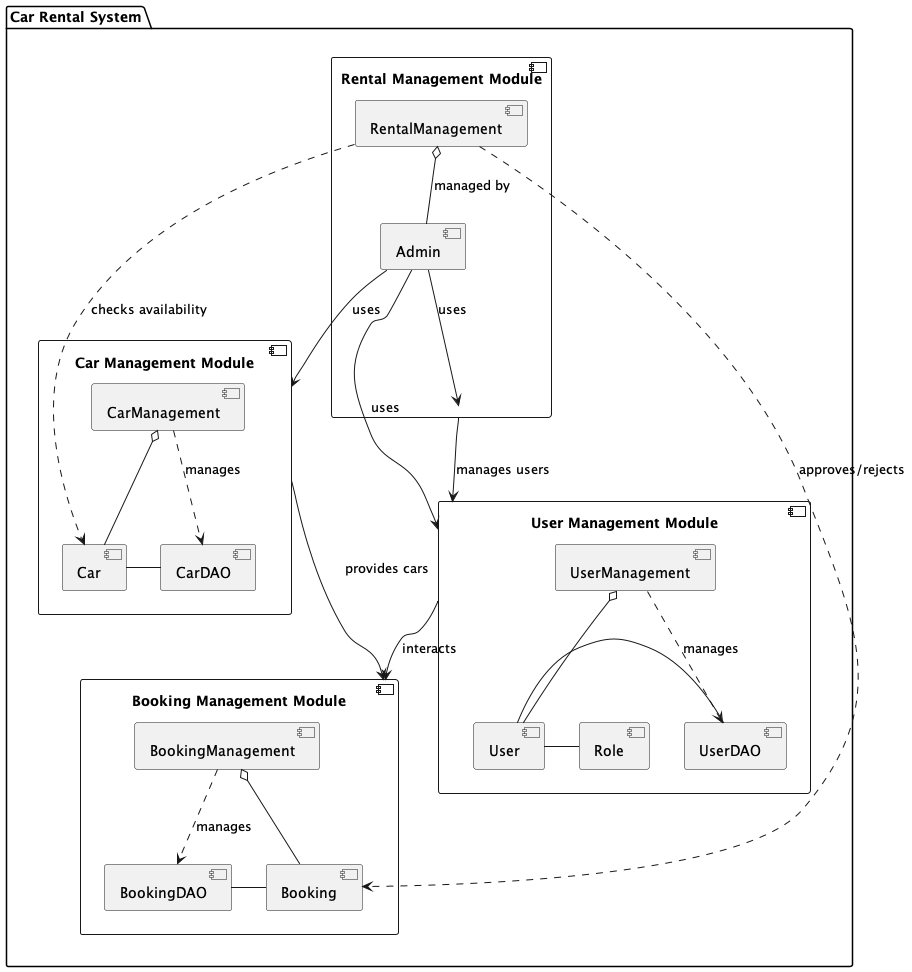 Car Rental System
Rental Management Module
RentalManagement
managed by
Admin
checks availability
uses
uses
Car Management Module
CarManagement
uses
manages
manages users
approves/rejects
User Management Module
Car
CarDAO
provides cars
UserManagement
interacts
manages
Booking Management Module
BookingManagement
User
Role
UserDAO
manages
BookingDAO
Booking